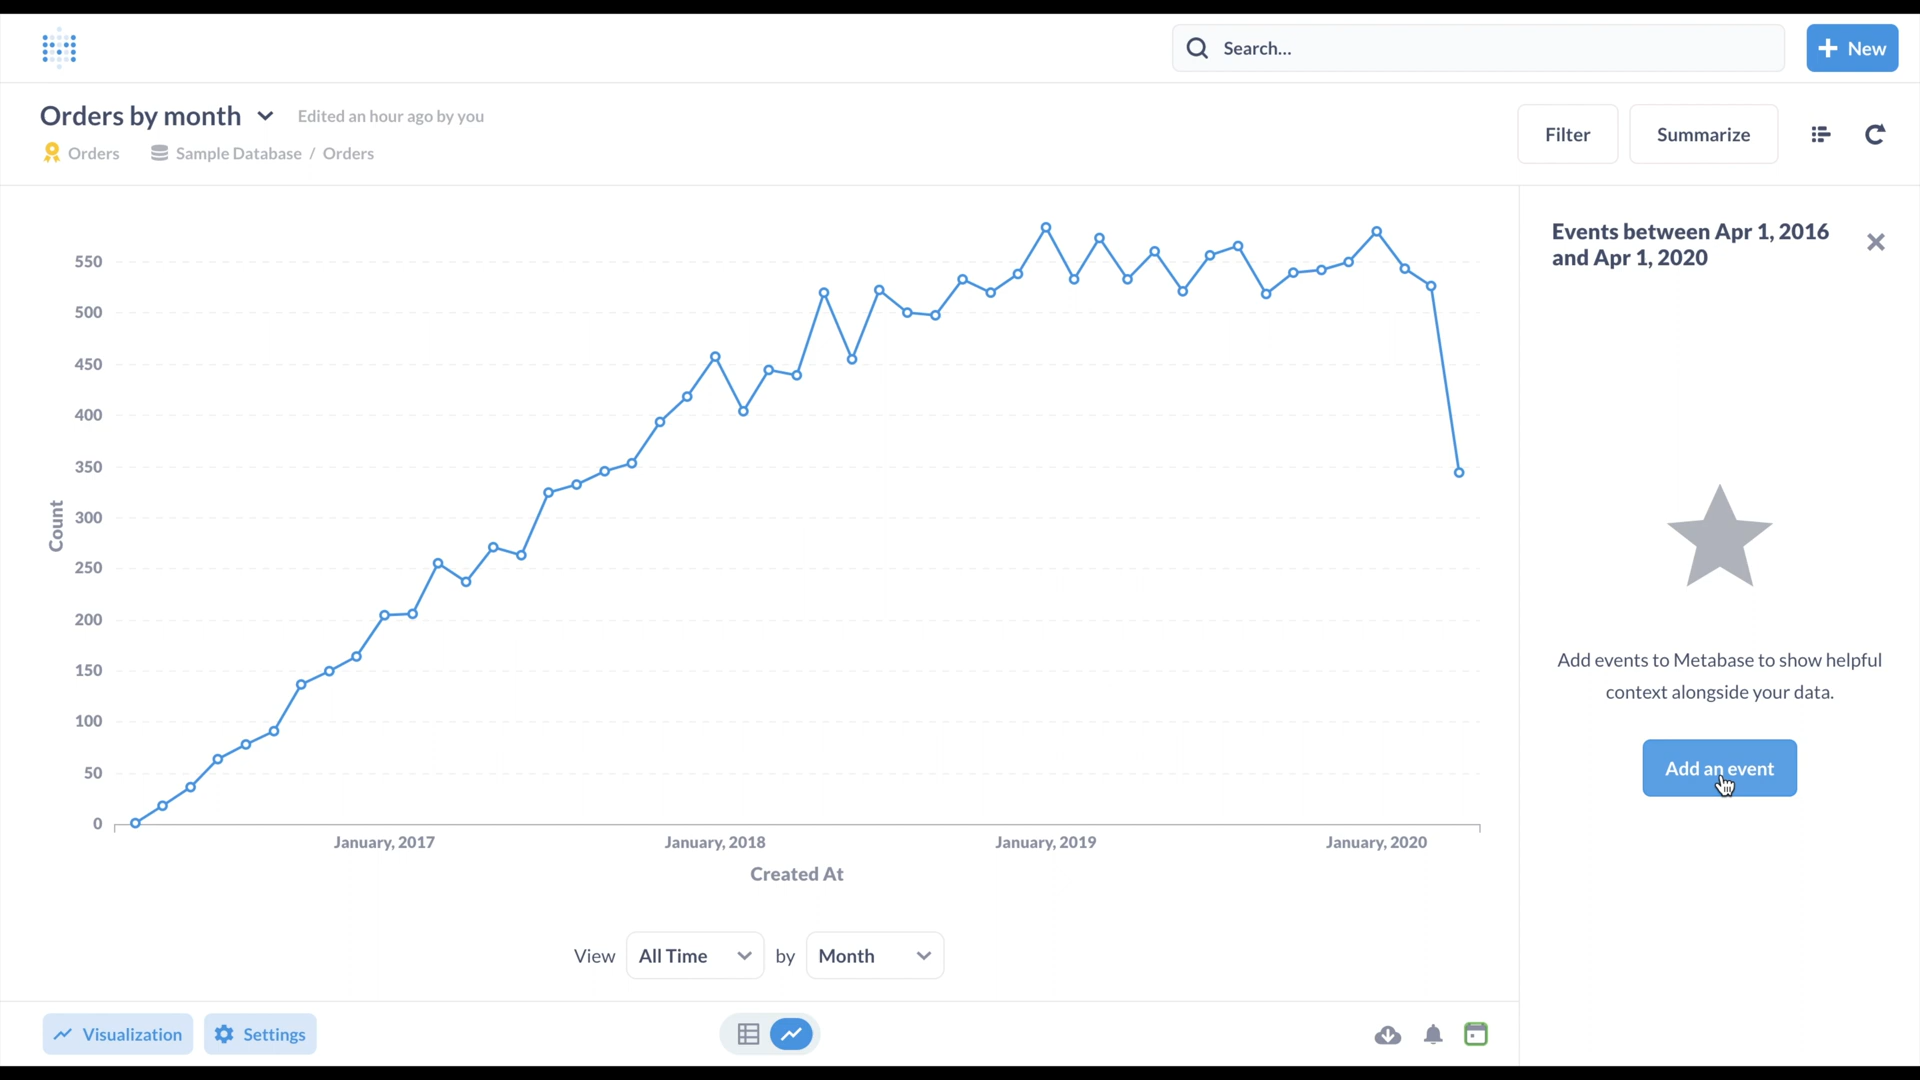 Search...
New
Orders by month
Edited an hour ago by you
Orders
Sample Database / Orders
Filter
Summarize
Events between Apr 1, 2016
and Apr 1, 2020
550
500
450
400
350
300
250
200
150
100
50
0
Count
January, 2017
January, 2018
January, 2019
January, 2020
Created At
Add events to Metabase to show helpful
context alongside your data.
Add an event
View
All Time
by
Month
Visualization
Settings